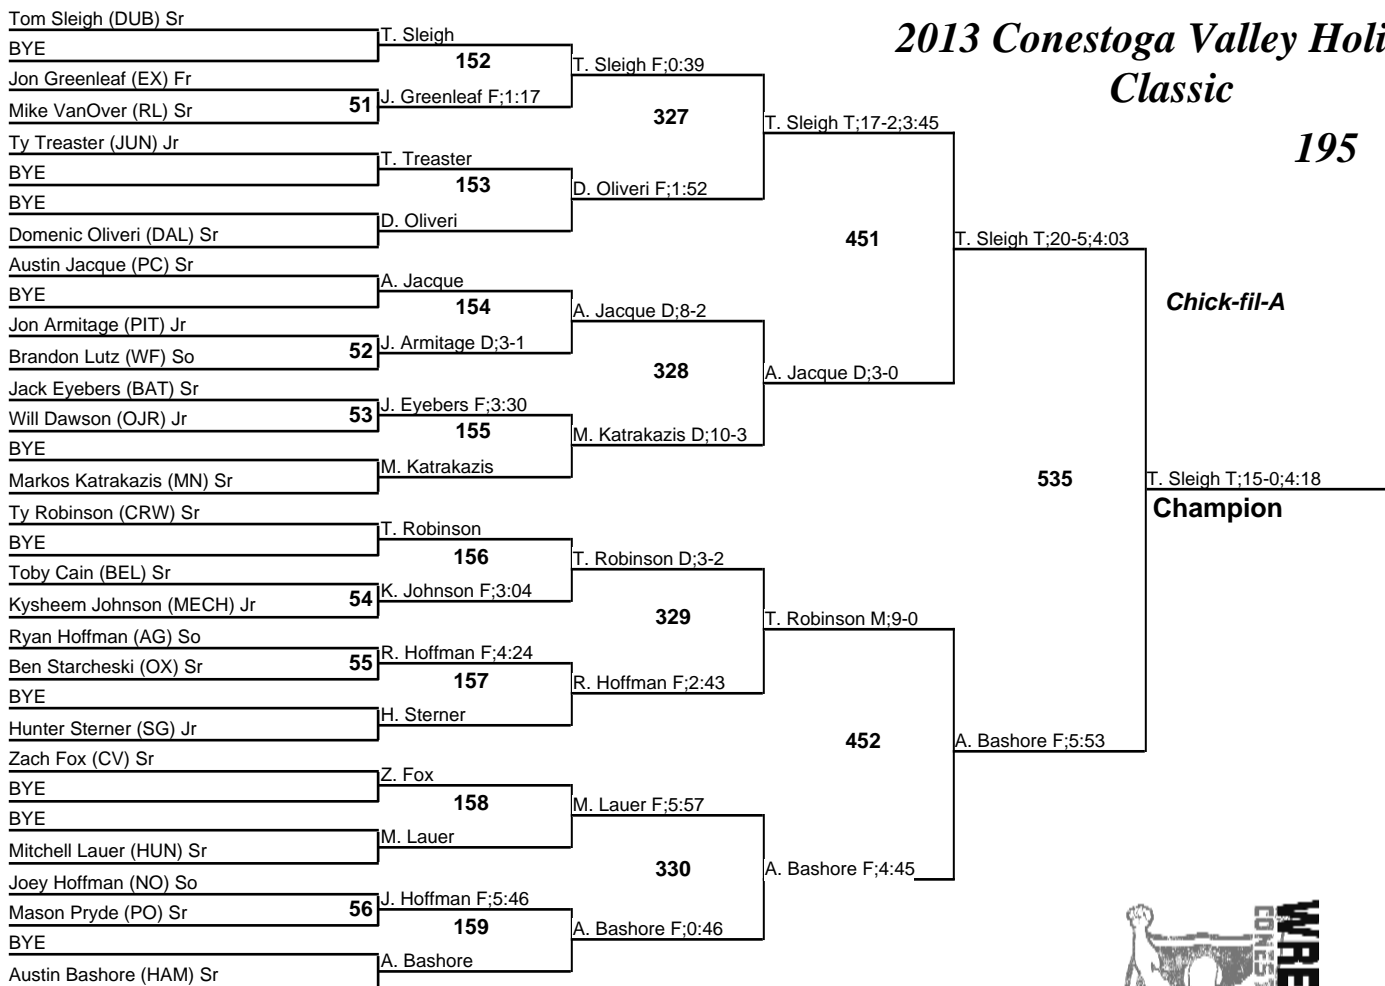 2013 Conestoga Valley Holi
Classic
195
Chick-fil-A
Tom Sleigh (DUB) Sr
BYE
Jon Greenleaf (EX) Fr
Mike VanOver (RL) Sr
51
Ty Treaster (JUN) Jr
BYE
BYE
Domenic Oliveri (DAL) Sr
Austin Jacque (PC) Sr
BYE
Jon Armitage (PIT) Jr
Brandon Lutz (WF) So
52
Jack Eyebers (BAT) Sr
Will Dawson (OJR) Jr
53
BYE
Markos Katrakazis (MN) Sr
Ty Robinson (CRW) Sr
BYE
Toby Cain (BEL) Sr
Kysheem Johnson (MECH) Jr
54
Ryan Hoffman (AG) So
Ben Starcheski (OX) Sr
55
BYE
Hunter Sterner (SG) Jr
Zach Fox (CV) Sr
BYE
BYE
Mitchell Lauer (HUN) Sr
Joey Hoffman (NO) So
Mason Pryde (PO) Sr
56
BYE
Austin Bashore (HAM) Sr
T. Sleigh
152
J. Greenleaf F;1:17
T. Treaster
153
D. Oliveri
A. Jacque
154
J. Armitage D;3-1
J. Eyebers F;3:30
155
M. Katrakazis
T. Robinson
156
K. Johnson F;3:04
R. Hoffman F;4:24
157
H. Sterner
Z. Fox
158
M. Lauer
J. Hoffman F;5:46
159
A. Bashore
T. Sleigh F;0:39
327
D. Oliveri F;1:52
A. Jacque D;8-2
328
M. Katrakazis D;10-3
T. Robinson D;3-2
329
R. Hoffman F;2:43
M. Lauer F;5:57
330
A. Bashore F;0:46
T. Sleigh T;17-2;3:45
451
A. Jacque D;3-0
T. Robinson M;9-0
452
A. Bashore F;4:45
T. Sleigh T;20-5;4:03
535
A. Bashore F;5:53
T. Sleigh T;15-0;4:18
Champion
WRE
CONEST